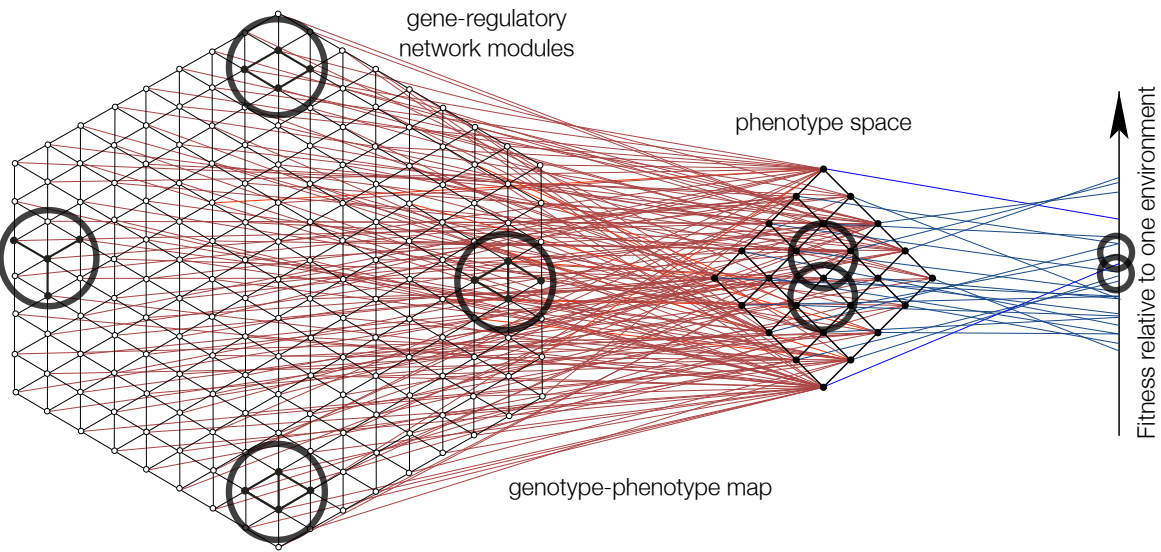 gene-regulatory
network modules
phenotype space
Fitness relative to one environment
genotype-phenotype map